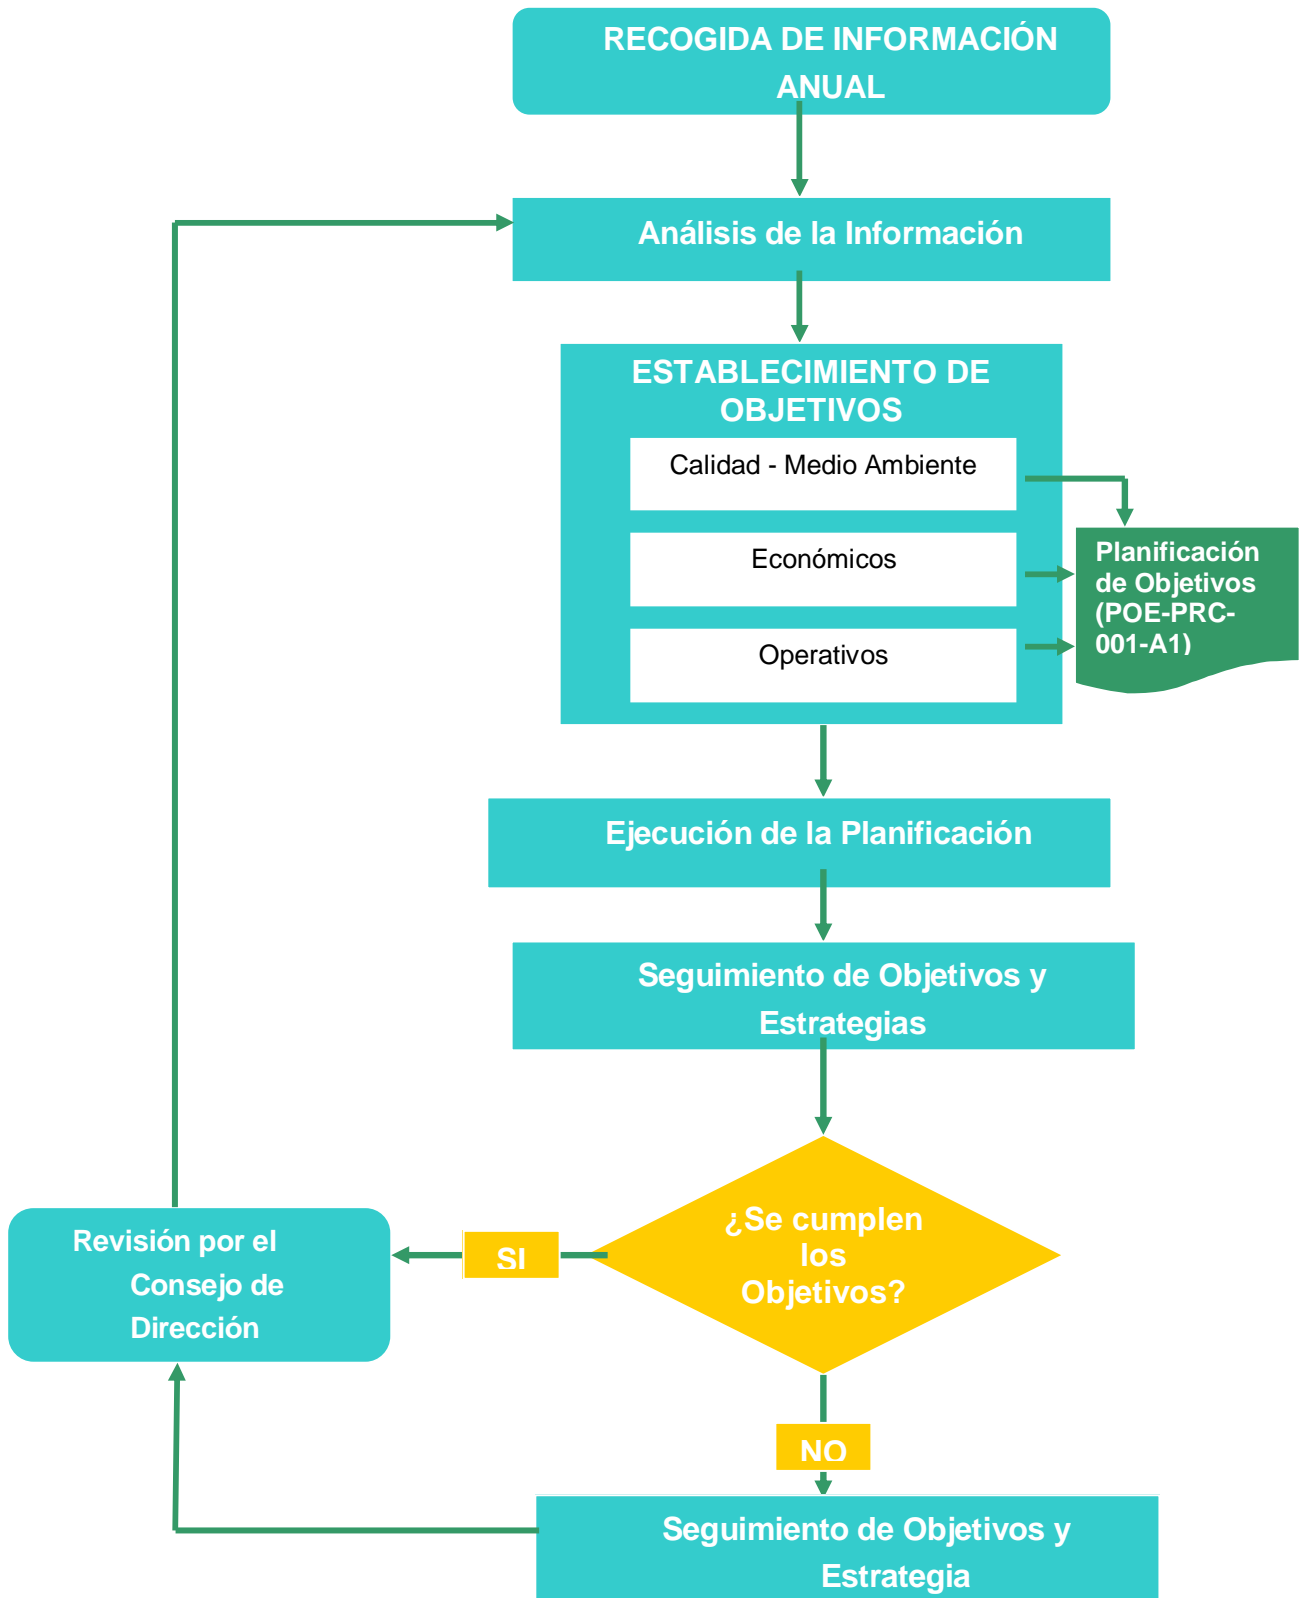 RECOGIDA DE INFORMACIÓN
ANUAL
Análisis de la Información
ESTABLECIMIENTO DE
OBJETIVOS
Calidad - Medio Ambiente
Económicos
Operativos
Planificación
de Objetivos
(POE-PRC-
001-A1)
Ejecución de la Planificación
Seguimiento de Objetivos y
Estrategias
¿Se cumplen
los
Objetivos?
SI
Revisión por el
Consejo de
Dirección
NO
Seguimiento de Objetivos y
Estrategia